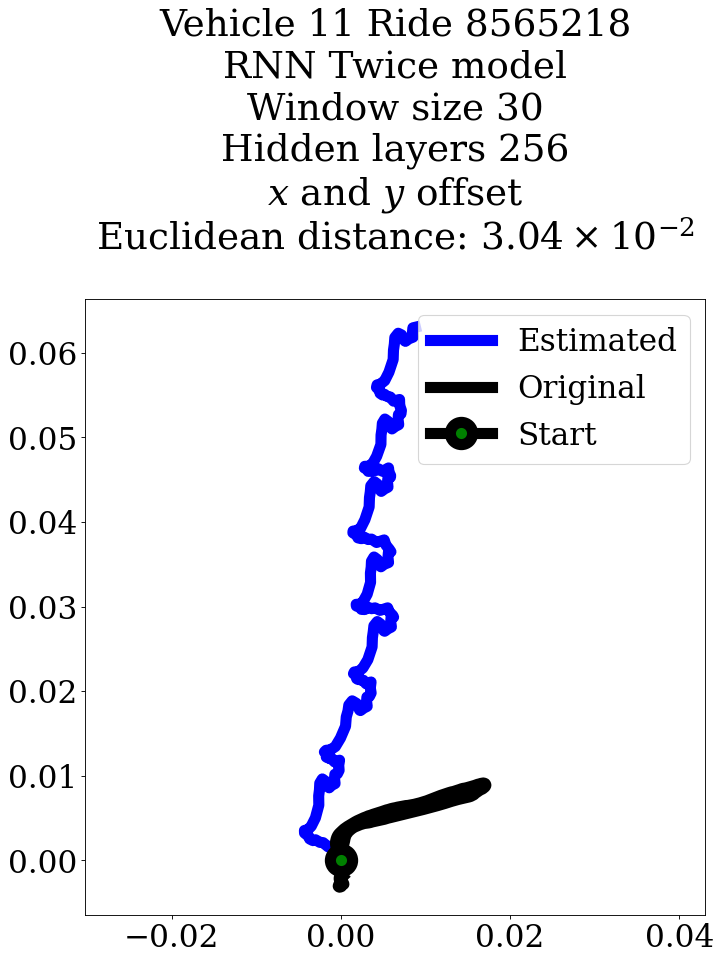 Vehicle 11 Ride 8565218
RNN Twice model
Window size 30
Hidden layers 256
x and y offset
Euclidean distance: 3.04 × 10⁻²
Estimated
Original
Start
0.06
0.05
0.04
0.03
0.02
0.01
0.00
−0.02 0.00 0.02 0.04